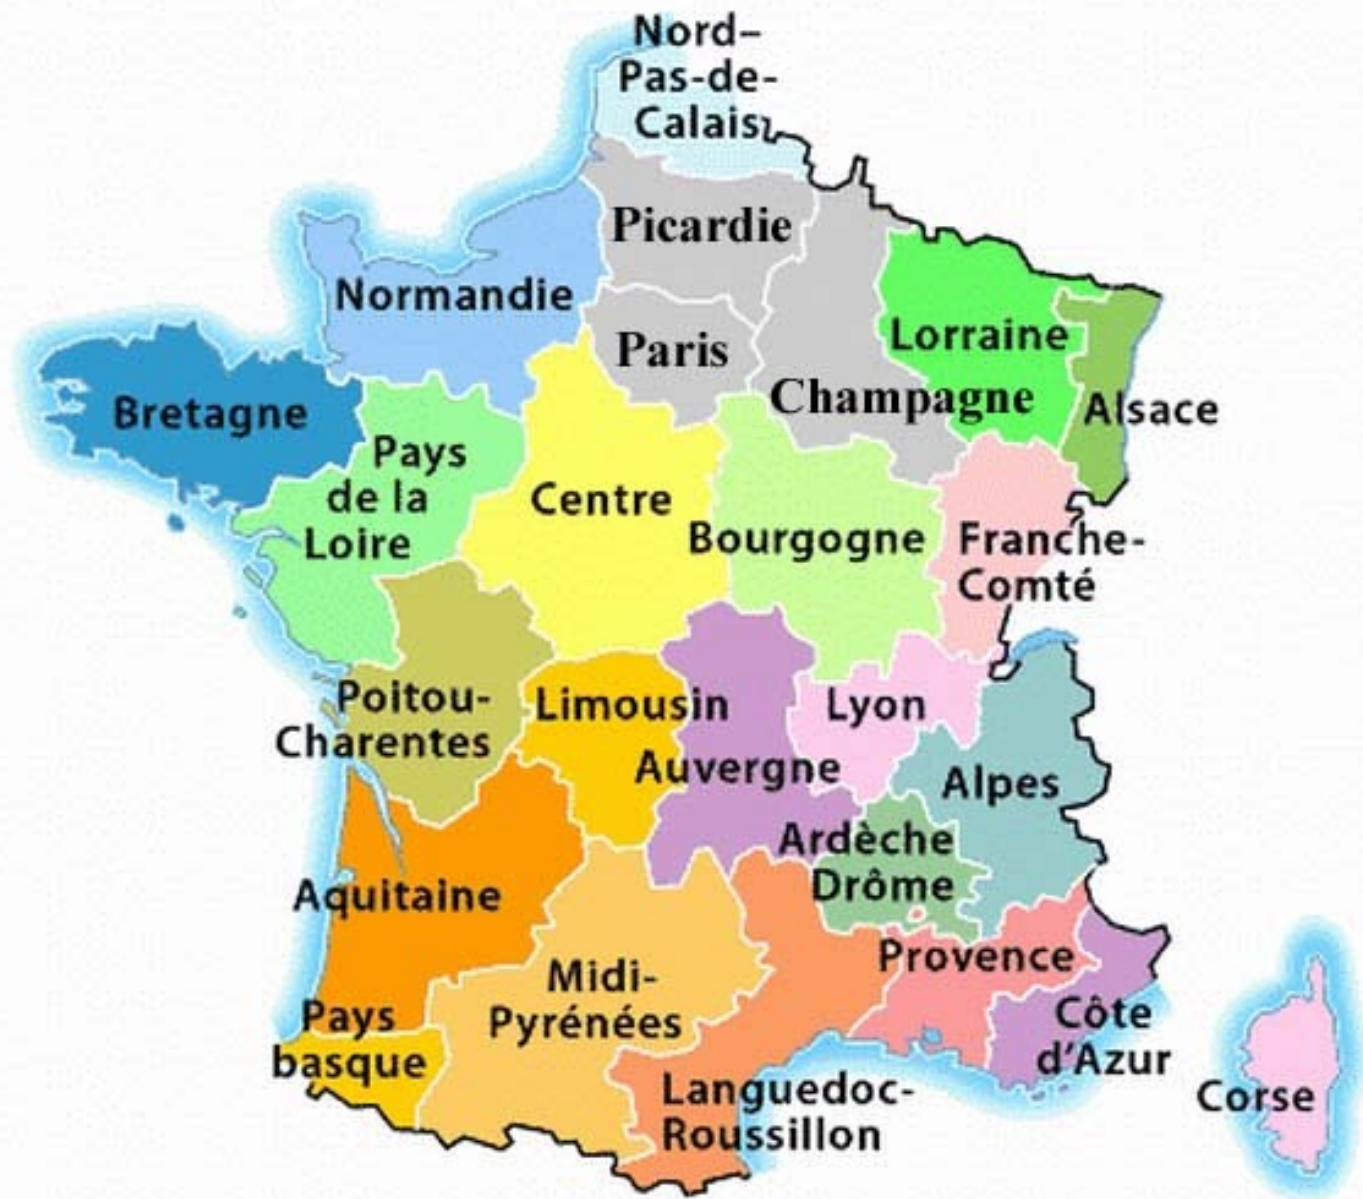 Nord–
Pas-de-
Calais
Picardie
Normandie
Paris
Lorraine
Champagne
Alsace
Bretagne
Pays
de la
Loire
Centre
Bourgogne
Franche-
Comté
Poitou-
Charentes
Limousin
Lyon
Auvergne
Alpes
Ardèche
Drôme
Aquitaine
Provence
Midi-
Pyrénées
Pays
basque
Côte
d'Azur
Languedoc-
Roussillon
Corse